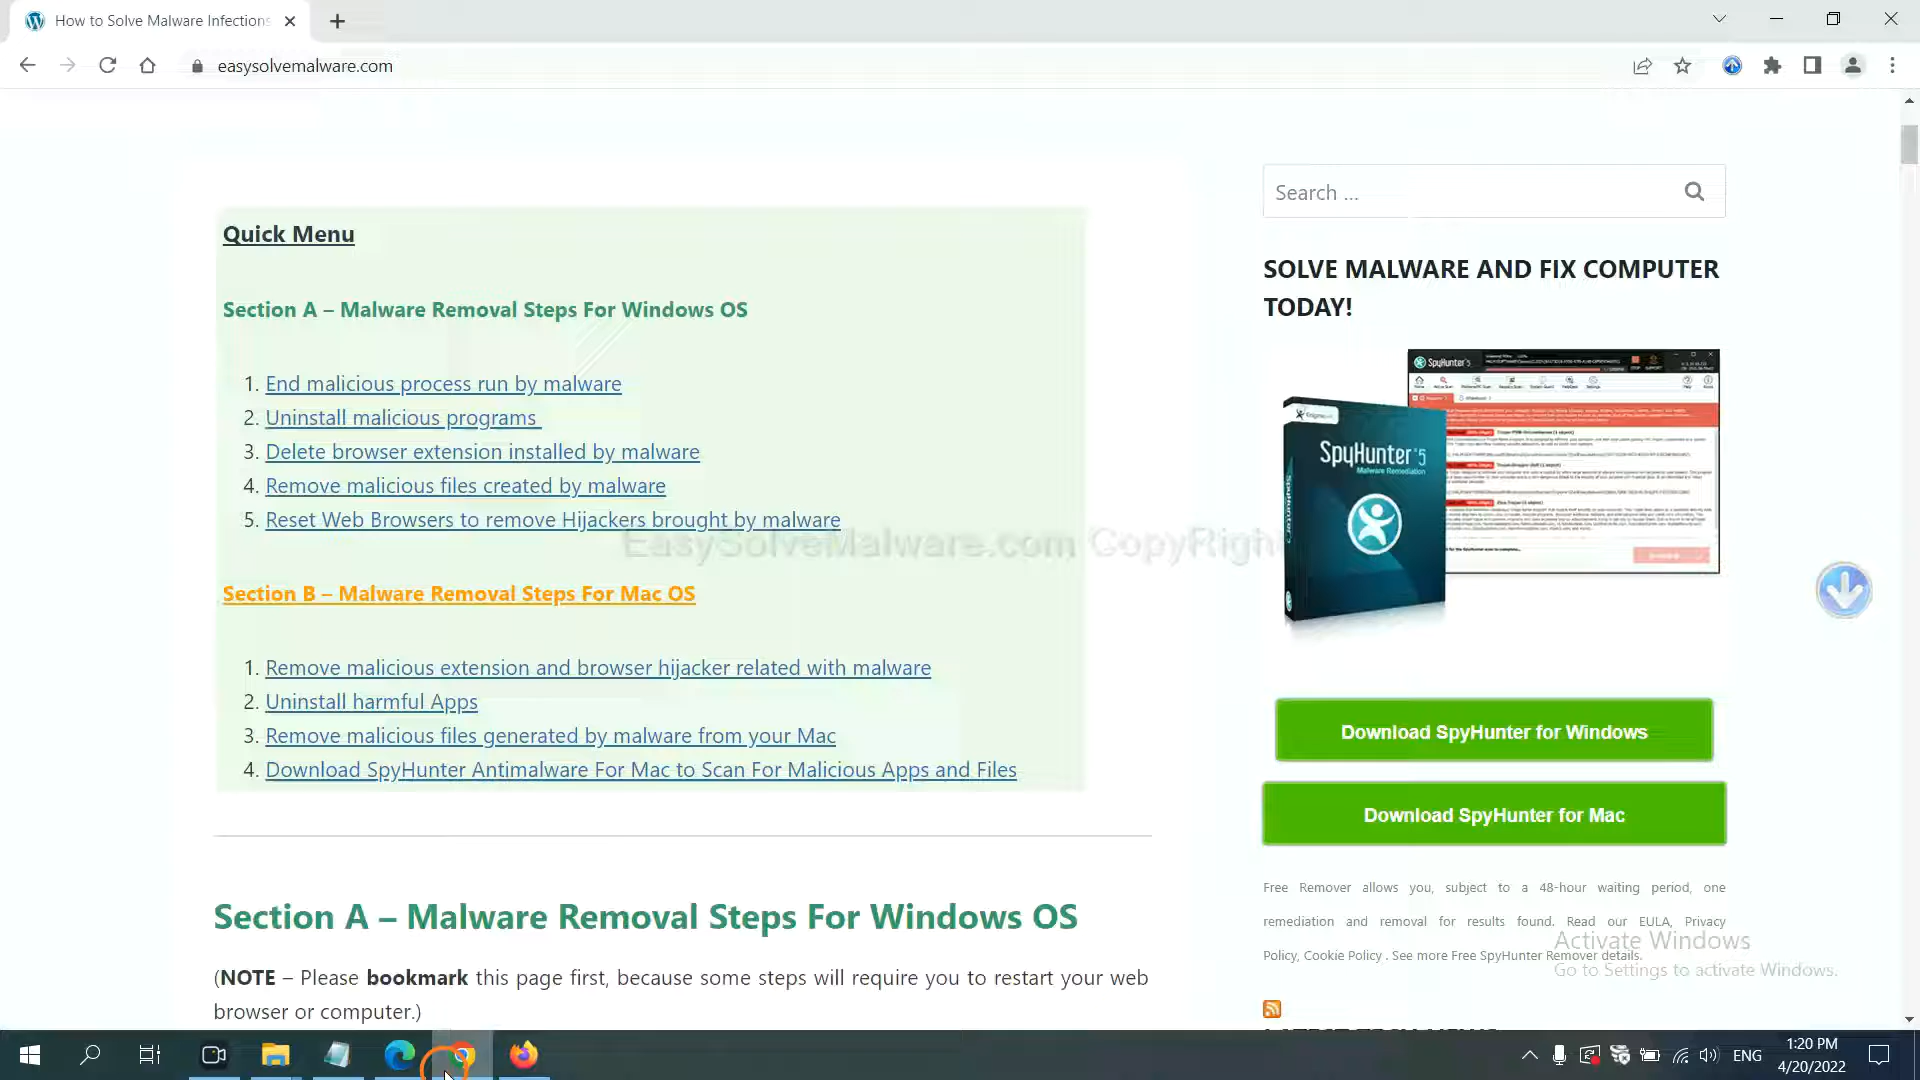 How to Solve Malware Infections
easysolvemalware.com
Quick Menu
Section A – Malware Removal Steps For Windows OS
1. End malicious process run by malware
2. Uninstall malicious programs
3. Delete browser extension installed by malware
4. Remove malicious files created by malware
5. Reset Web Browsers to remove Hijackers brought by malware
EasySolveMalware.com CopyRigh
Section B – Malware Removal Steps For Mac OS
1. Remove malicious extension and browser hijacker related with malware
2. Uninstall harmful Apps
3. Remove malicious files generated by malware from your Mac
4. Download SpyHunter Antimalware For Mac to Scan For Malicious Apps and Files
Section A – Malware Removal Steps For Windows OS
(NOTE – Please bookmark this page first, because some steps will require you to restart your web
browser or computer.)
Search ...
SOLVE MALWARE AND FIX COMPUTER
TODAY!
SpyHunter 5
SpyHunter 5
Malware Remediation
Download SpyHunter for Windows
Download SpyHunter for Mac
Free Remover allows you, subject to a 48-hour waiting period, one
remediation and removal for results found. Read our EULA, Privacy
Policy, Cookie Policy . See more Free SpyHunter Remover details.
Activate Windows
Go to Settings to activate Windows.
LATEST TECH NEWS
ENG
1:20 PM
4/20/2022